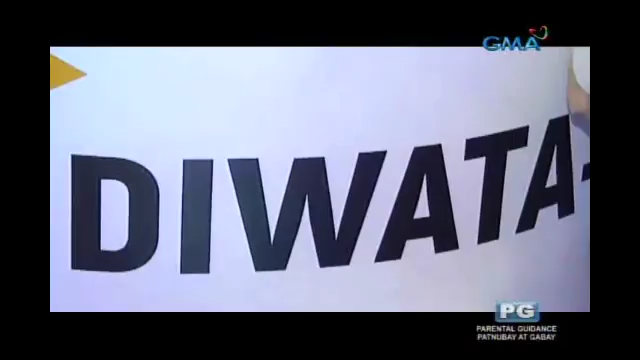 GMA
DIWATA-
PG
PARENTAL GUIDANCE
PATNUBAY AT GABAY